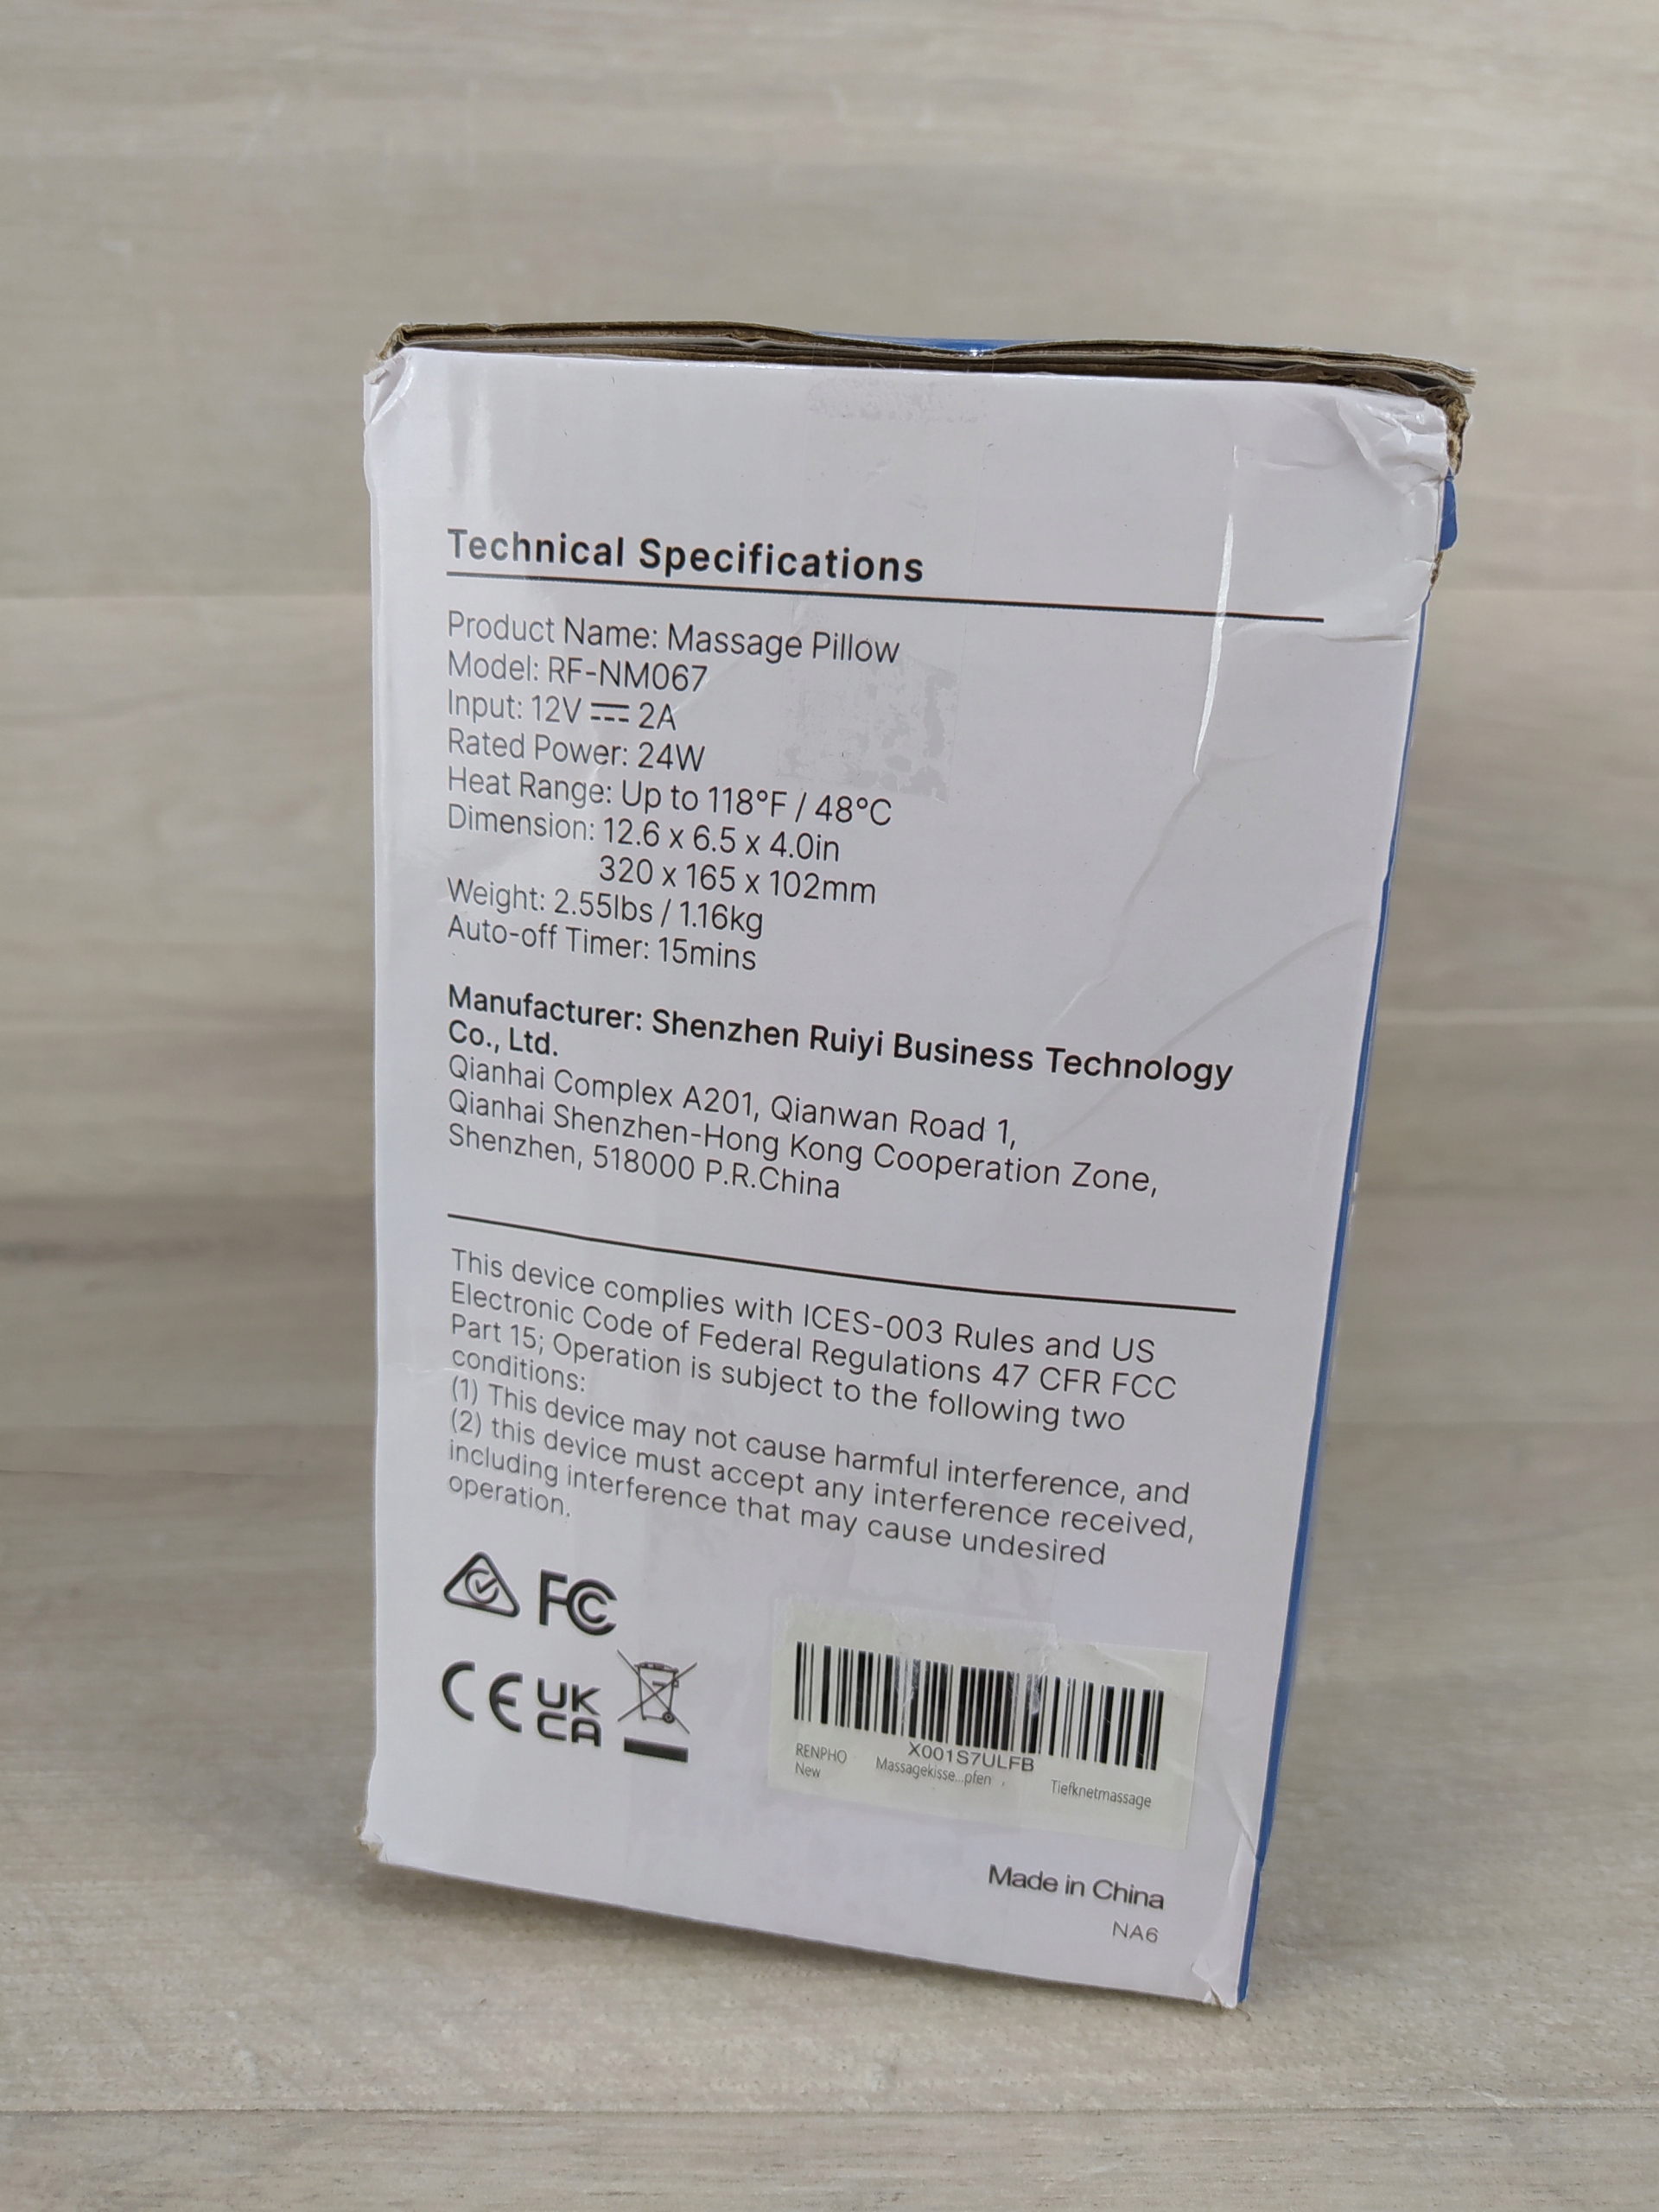 Technical Specifications
Product Name: Massage Pillow
Model: RF-NM067
Input: 12V ⎓ 2A
Rated Power: 24W
Heat Range: Up to 118°F / 48°C
Dimension: 12.6 x 6.5 x 4.0in
320 x 165 x 102mm
Weight: 2.55lbs / 1.16kg
Auto-off Timer: 15mins
Manufacturer: Shenzhen Ruiyi Business Technology
Co., Ltd.
Qianhai Complex A201, Qianwan Road 1,
Qianhai Shenzhen-Hong Kong Cooperation Zone,
Shenzhen, 518000 P.R.China
This device complies with ICES-003 Rules and US
Electronic Code of Federal Regulations 47 CFR FCC
Part 15; Operation is subject to the following two
conditions:
(1) This device may not cause harmful interference, and
(2) this device must accept any interference received,
including interference that may cause undesired
operation.
FC
CE UK
CA
X001S7ULFB
RENPHO Massagekisse...pfen , Tiefknetmassage
New
Made in China
NA6